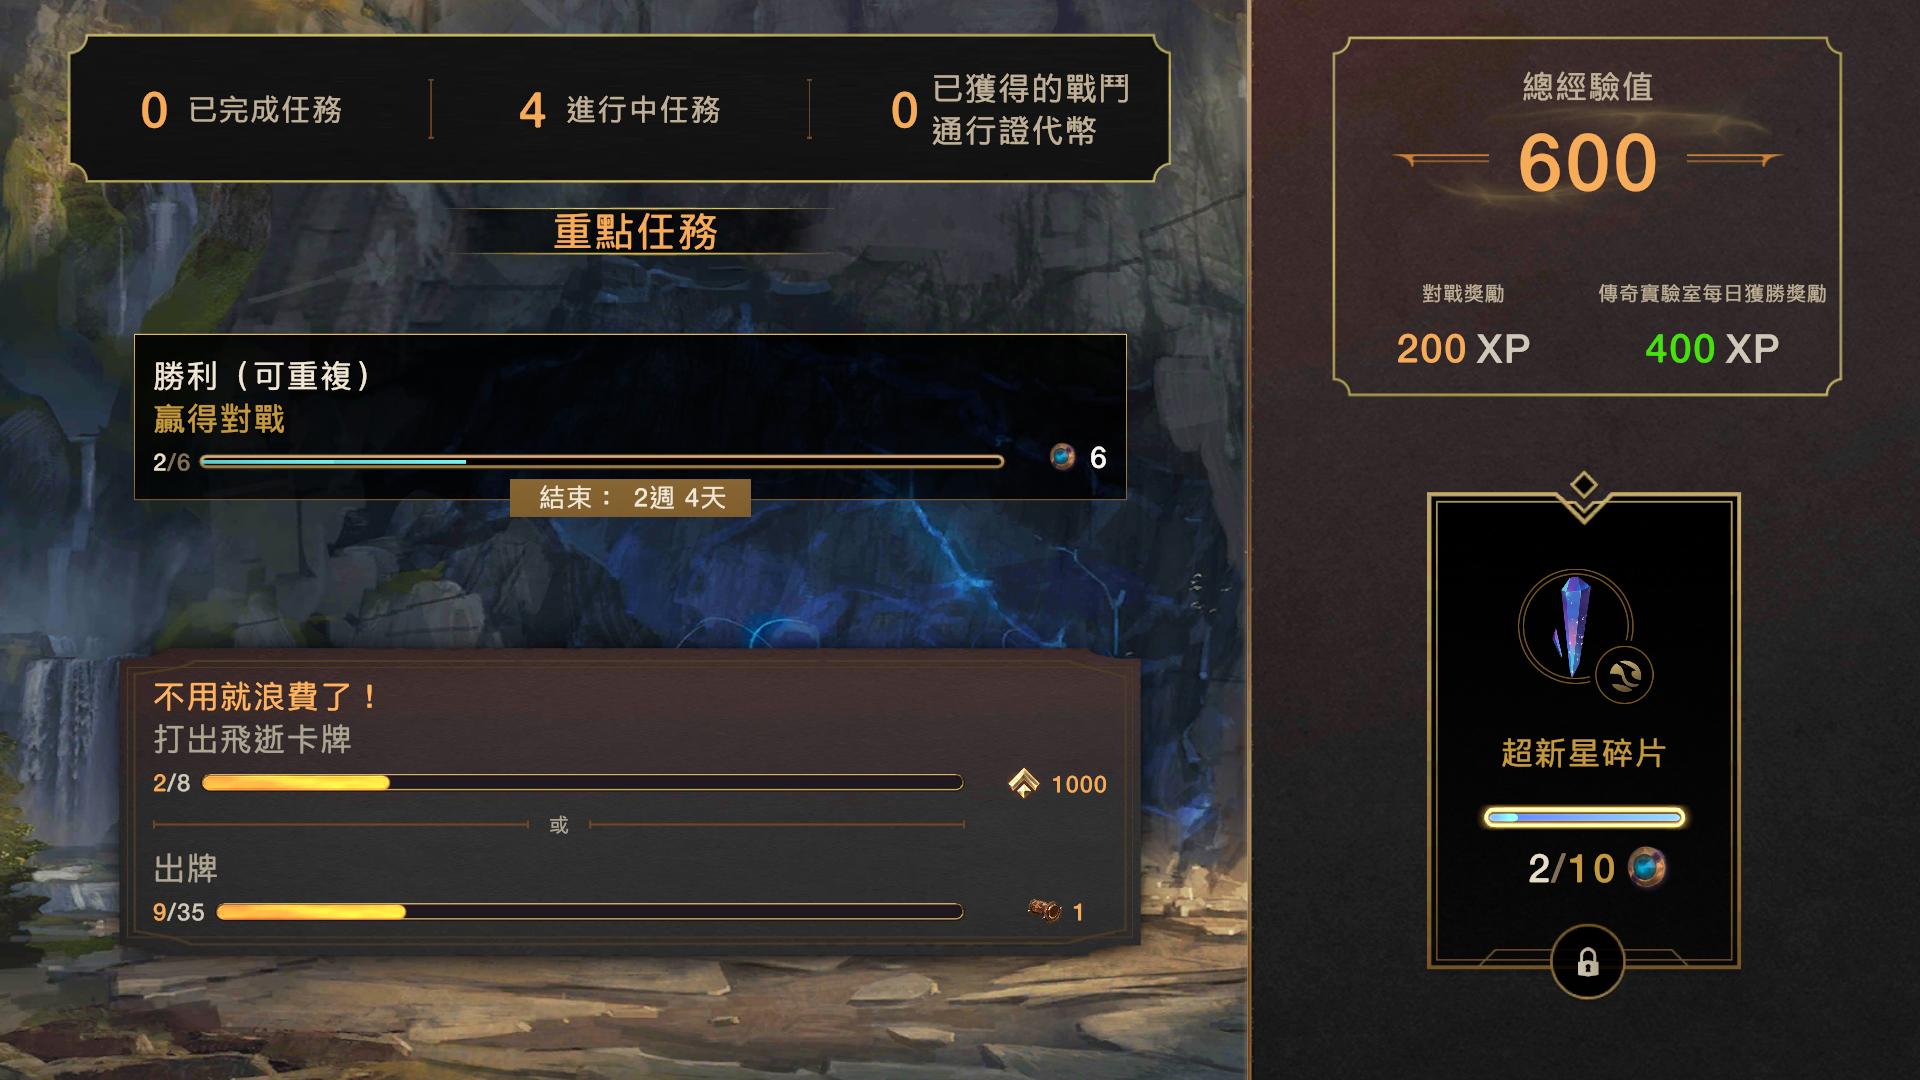 0 已完成任務
4 進行中任務
0 已獲得的戰鬥
通行證代幣
重點任務
勝利（可重複）
贏得對戰
2/6
6
結束： 2週 4天
不用就浪費了！
打出飛逝卡牌
2/8
1000
或
出牌
9/35
1
總經驗值
600
對戰獎勵
傳奇實驗室每日獲勝獎勵
200 XP
400 XP
超新星碎片
2/10